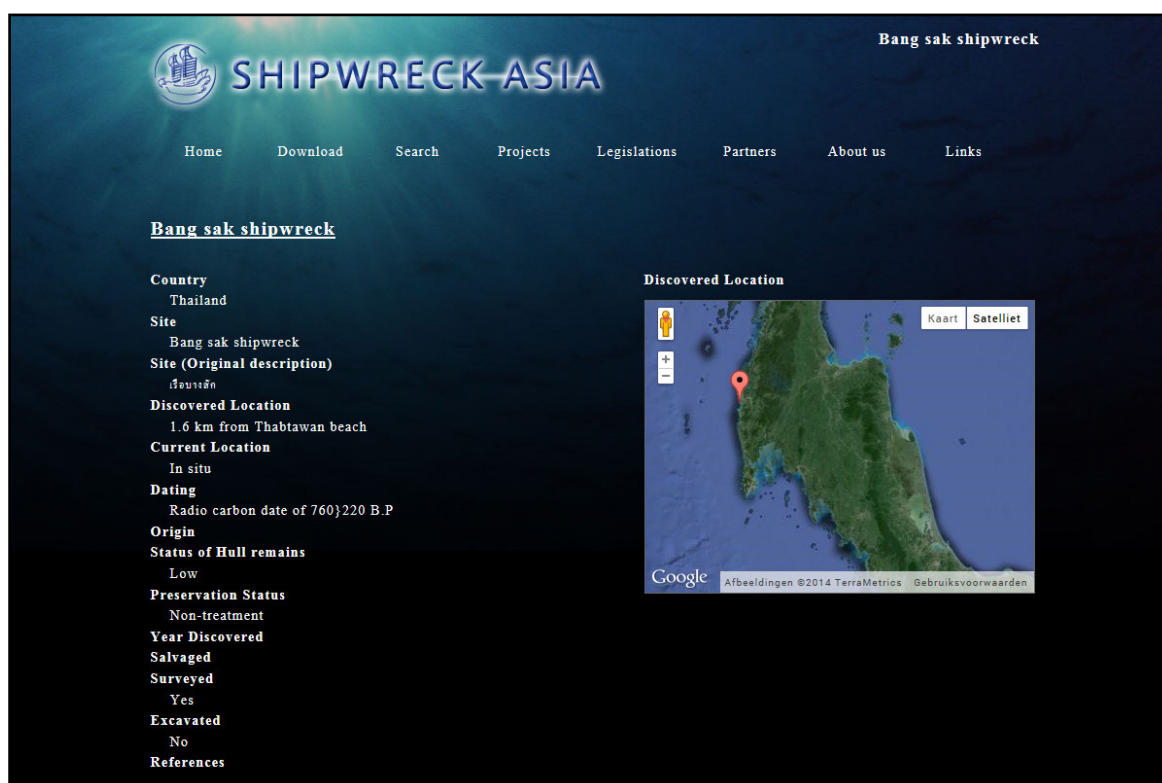 Bang sak shipwreck
SHIPWRECK ASIA
Home Download Search Projects Legislations Partners About us Links
Bang sak shipwreck
Country
Thailand
Site
Bang sak shipwreck
Site (Original description)
เรือบางสัก
Discovered Location
1.6 km from Thabtawan beach
Current Location
In situ
Dating
Radio carbon date of 760}220 B.P
Origin
Status of Hull remains
Low
Preservation Status
Non-treatment
Year Discovered
Salvaged
Surveyed
Yes
Excavated
No
References
Discovered Location
Kaart Satelliet
+
−
Google Afbeeldingen ©2014 TerraMetrics Gebruiksvoorwaarden